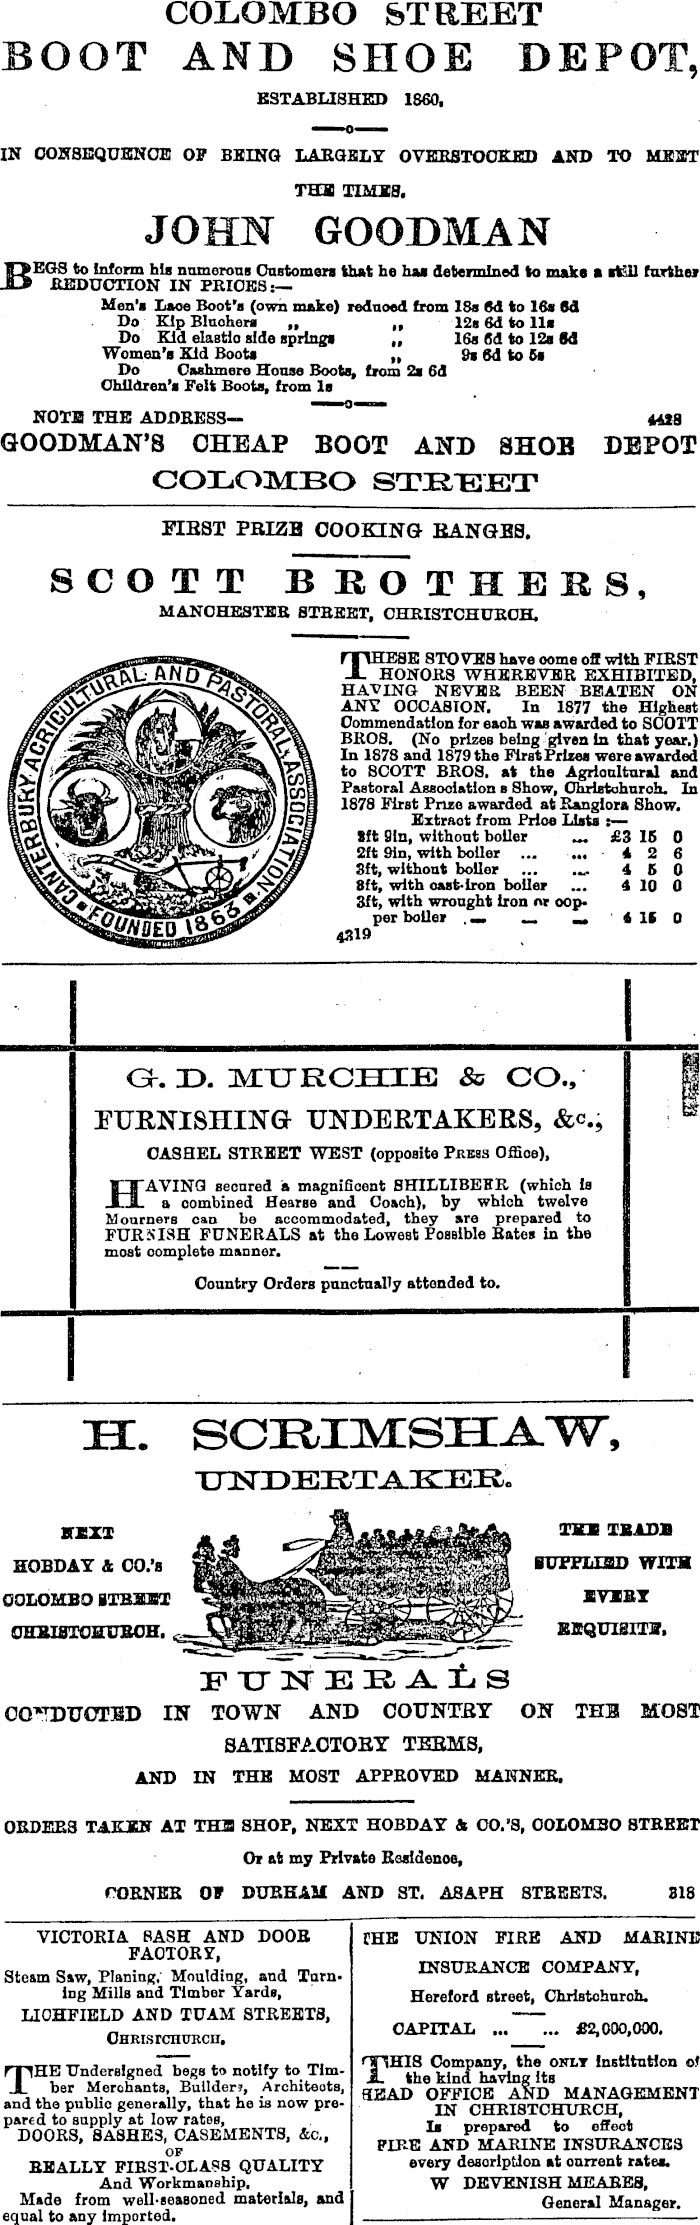 COLOMBO STREET
BOOT AND SHOE DEPOT,
ESTABLISHED 1860.
IN CONSEQUENCE OF BEING LARGELY OVERSTOCKED AND TO MEET
THE TIMES,
JOHN GOODMAN
BEGS to inform his numerous Customers that he has determined to make a still further
REDUCTION IN PRICES:—
Men's Lace Boot's (own make) reduced from 18s 6d to 16s 6d
Do Kip Bluchers „ „ 12s 6d to 11s
Do Kid elastic side springs „ 16s 6d to 12s 6d
Women's Kid Boots „ 9s 6d to 5s
Do Cashmere House Boots, from 2s 6d
Children's Felt Boots, from 1s
NOTE THE ADDRESS— 4428
GOODMAN'S CHEAP BOOT AND SHOE DEPOT
COLOMBO STREET
FIRST PRIZE COOKING RANGES.
SCOTT BROTHERS,
MANCHESTER STREET, CHRISTCHURCH.
CANTERBURY AGRICULTURAL AND PASTORAL ASSOCIATION
FOUNDED 1863
THESE STOVES have come off with FIRST
HONORS WHEREVER EXHIBITED,
HAVING NEVER BEEN BEATEN ON
ANY OCCASION. In 1877 the Highest
Commendation for each was awarded to SCOTT
BROS. (No prizes being given in that year.)
In 1878 and 1879 the First Prizes were awarded
to SCOTT BROS. at the Agricultural and
Pastoral Association s Show, Christchurch. In
1878 First Prize awarded at Rangiora Show.
Extract from Price Lists :—
2ft 9in, without boiler ... £3 15 0
2ft 9in, with boiler ... ... 4 2 6
3ft, without boiler ... ... 4 5 0
3ft, with cast-iron boiler ... 4 10 0
3ft, with wrought iron or cop-
per boiler ... ... ... 4 15 0
4319
G. D. MURCHIE & CO.,
FURNISHING UNDERTAKERS, &c.,
CASHEL STREET WEST (opposite PRESS Office),
HAVING secured a magnificent SHILLIBEER (which is
a combined Hearse and Coach), by which twelve
Mourners can be accommodated, they are prepared to
FURNISH FUNERALS at the Lowest Possible Rates in the
most complete manner.
Country Orders punctually attended to.
H. SCRIMSHAW,
UNDERTAKER.
NEXT
HOBDAY & CO.'s
COLOMBO STREET
CHRISTCHURCH.
THE TRADE
SUPPLIED WITH
EVERY
REQUISITE.
FUNERALS
CONDUCTED IN TOWN AND COUNTRY ON THE MOST
SATISFACTORY TERMS,
AND IN THE MOST APPROVED MANNER.
ORDERS TAKEN AT THE SHOP, NEXT HOBDAY & CO.'S, COLOMBO STREET
Or at my Private Residence,
CORNER OF DURHAM AND ST. ASAPH STREETS. 318
VICTORIA SASH AND DOOR
FACTORY,
Steam Saw, Planing, Moulding, and Turn-
ing Mills and Timber Yards,
LICHFIELD AND TUAM STREETS,
CHRISTCHURCH.
THE Undersigned begs to notify to Tim-
ber Merchants, Builders, Architects,
and the public generally, that he is now pre-
pared to supply at low rates,
DOORS, SASHES, CASEMENTS, &c.,
OF
REALLY FIRST-CLASS QUALITY
And Workmanship,
Made from well-seasoned materials, and
equal to any imported.
THE UNION FIRE AND MARINE
INSURANCE COMPANY,
Hereford street, Christchurch.
CAPITAL ... ... £2,000,000.
THIS Company, the ONLY institution of
the kind having its
HEAD OFFICE AND MANAGEMENT
IN CHRISTCHURCH,
Is prepared to effect
FIRE AND MARINE INSURANCES
every description at current rates.
W DEVENISH MEARES,
General Manager.